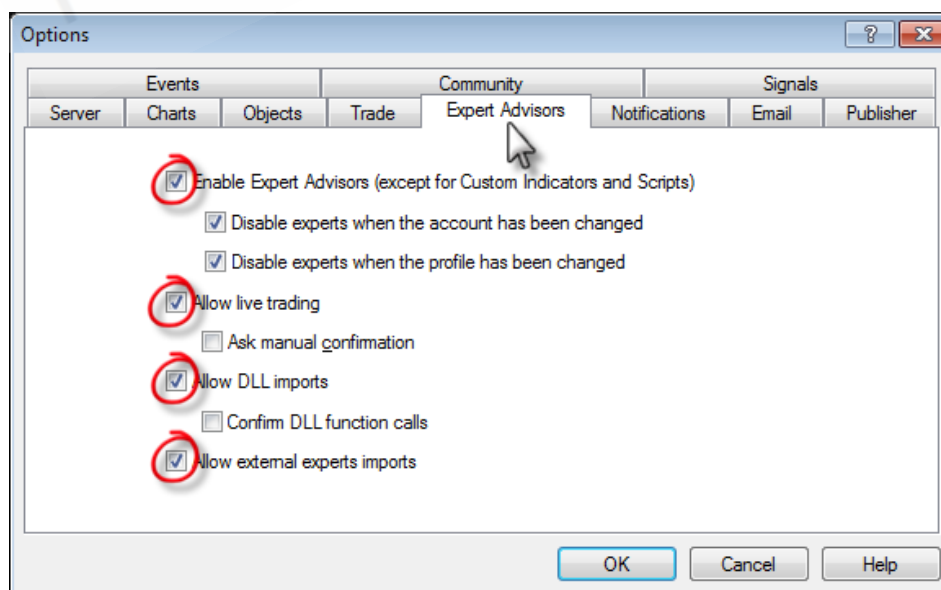 Options
Events Community Signals
Server Charts Objects Trade Expert Advisors Notifications Email Publisher
Enable Expert Advisors (except for Custom Indicators and Scripts)
Disable experts when the account has been changed
Disable experts when the profile has been changed
Allow live trading
Ask manual confirmation
Allow DLL imports
Confirm DLL function calls
Allow external experts imports
OK Cancel Help